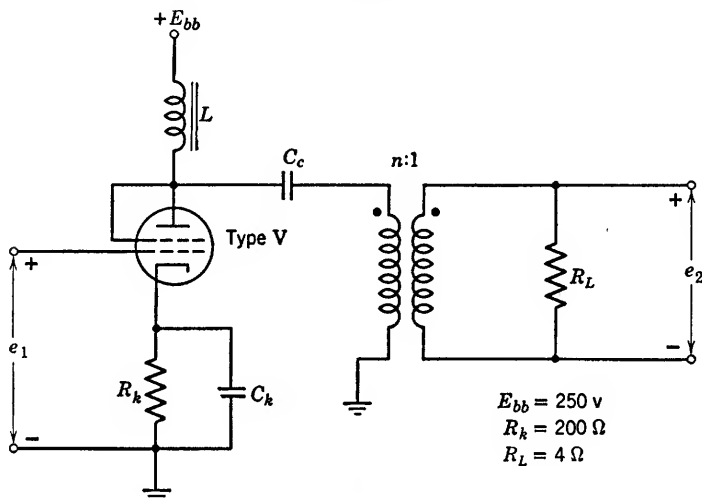 +E_bb
L
C_c
n:1
Type V
+
e_1
−
R_k
C_k
R_L
+
e_2
−
E_bb = 250 v
R_k = 200 Ω
R_L = 4 Ω